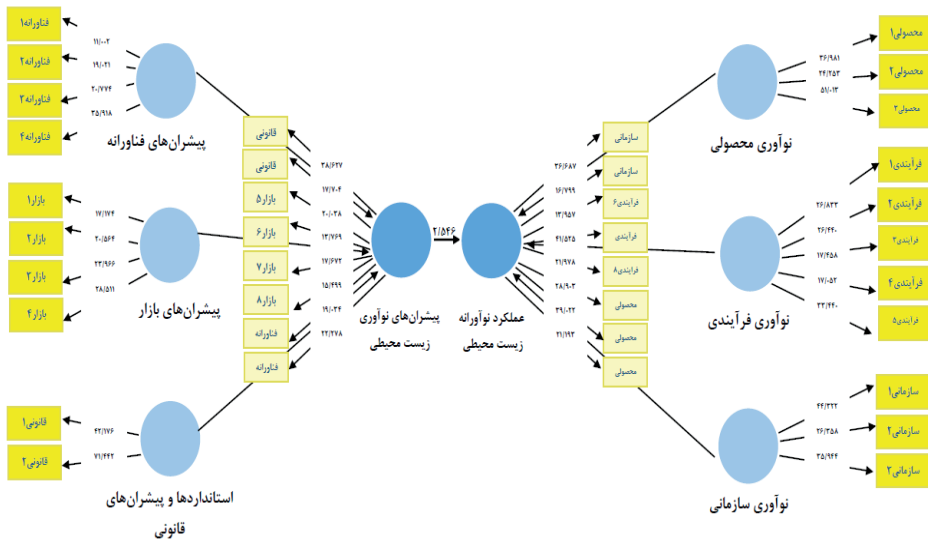 محصولی۱
محصولی۲
محصولی۳
۳۶/۹۸۱
۲۴/۲۵۳
۵۱/۰۱۳
نوآوری محصولی
فرآیندی۱
فرآیندی۲
فرآیندی۳
فرآیندی۴
فرآیندی۵
۲۶/۸۳۳
۲۶/۴۴۰
۱۷/۴۵۸
۱۷/۰۵۲
۳۳/۴۴۰
نوآوری فرآیندی
سازمانی۱
سازمانی۲
سازمانی۳
۴۴/۳۲۲
۲۶/۳۵۸
۳۵/۹۴۴
نوآوری سازمانی
سازمانی
سازمانی
فرآیندی۶
فرآیندی
فرایندی۸
محصولی
محصولی
محصولی
۳۶/۶۸۷
۱۶/۷۹۹
۱۳/۹۵۷
۴۱/۵۲۵
۲۱/۹۷۸
۲۸/۹۰۳
۳۹/۰۲۲
۲۱/۱۹۳
عملکرد نوآورانه
زیست محیطی
۲/۵۴۶
پیشران‌های نوآوری
زیست محیطی
۳۸/۶۲۷
۱۷/۷۰۴
۲۰/۰۳۸
۱۳/۷۶۹
۱۷/۶۷۲
۱۵/۴۹۹
۱۹/۰۳۴
۲۲/۲۷۸
قانونی
قانونی
بازار۵
بازار۶
بازار۷
بازار۸
فناورانه
فناورانه
پیشران‌های فناورانه
۱۱/۰۰۲
۱۹/۰۲۱
۲۰/۷۷۴
۳۵/۹۱۸
فناورانه۱
فناورانه۲
فناورانه۳
فناورانه۴
پیشران‌های بازار
۱۷/۱۷۴
۲۰/۵۶۴
۲۳/۹۶۶
۲۸/۵۱۱
بازار۱
بازار۲
بازار۳
بازار۴
استانداردها و پیشران‌های
قانونی
۴۲/۱۷۶
۷۱/۴۴۲
قانونی۱
قانونی۲